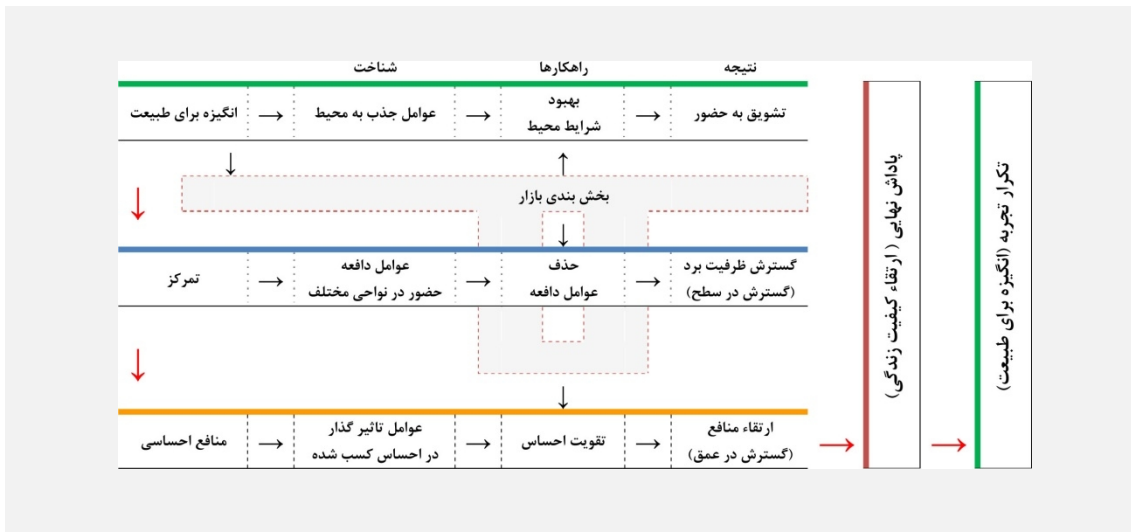 شناخت
راهکارها
نتیجه
انگیزه برای طبیعت
عوامل جذب به محیط
بهبود
شرایط محیط
تشویق به حضور
بخش بندی بازار
تمرکز
عوامل دافعه
حضور در نواحی مختلف
حذف
عوامل دافعه
گسترش ظرفیت برد
(گسترش در سطح)
منافع احساسی
عوامل تاثیر گذار
در احساس کسب شده
تقویت احساس
ارتقاء منافع
(گسترش در عمق)
پاداش نهایی ( ارتقاء کیفیت زندگی)
تکرار تجربه (انگیزه برای طبیعت)